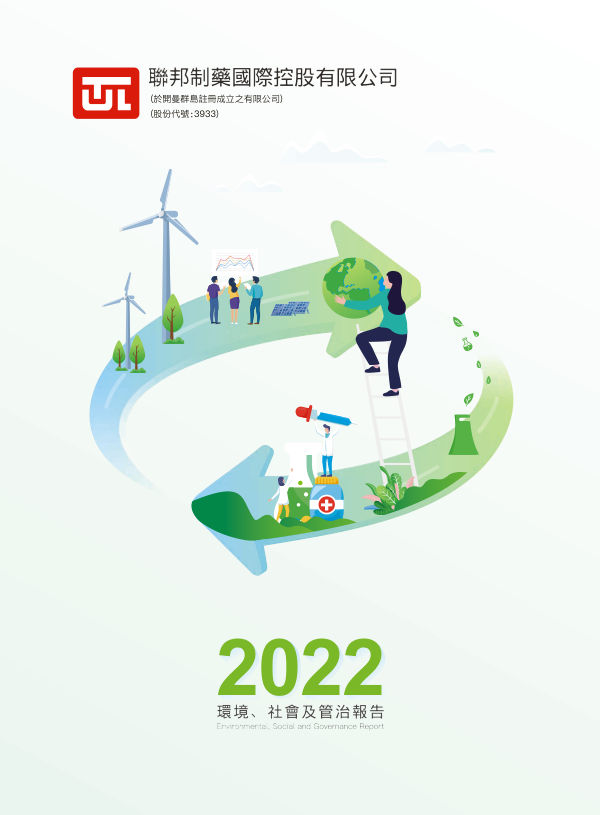 聯邦制藥國際控股有限公司
(於開曼群島註冊成立之有限公司)
(股份代號:3933)
2022
環境、社會及管治報告
Environmental, Social and Governance Report